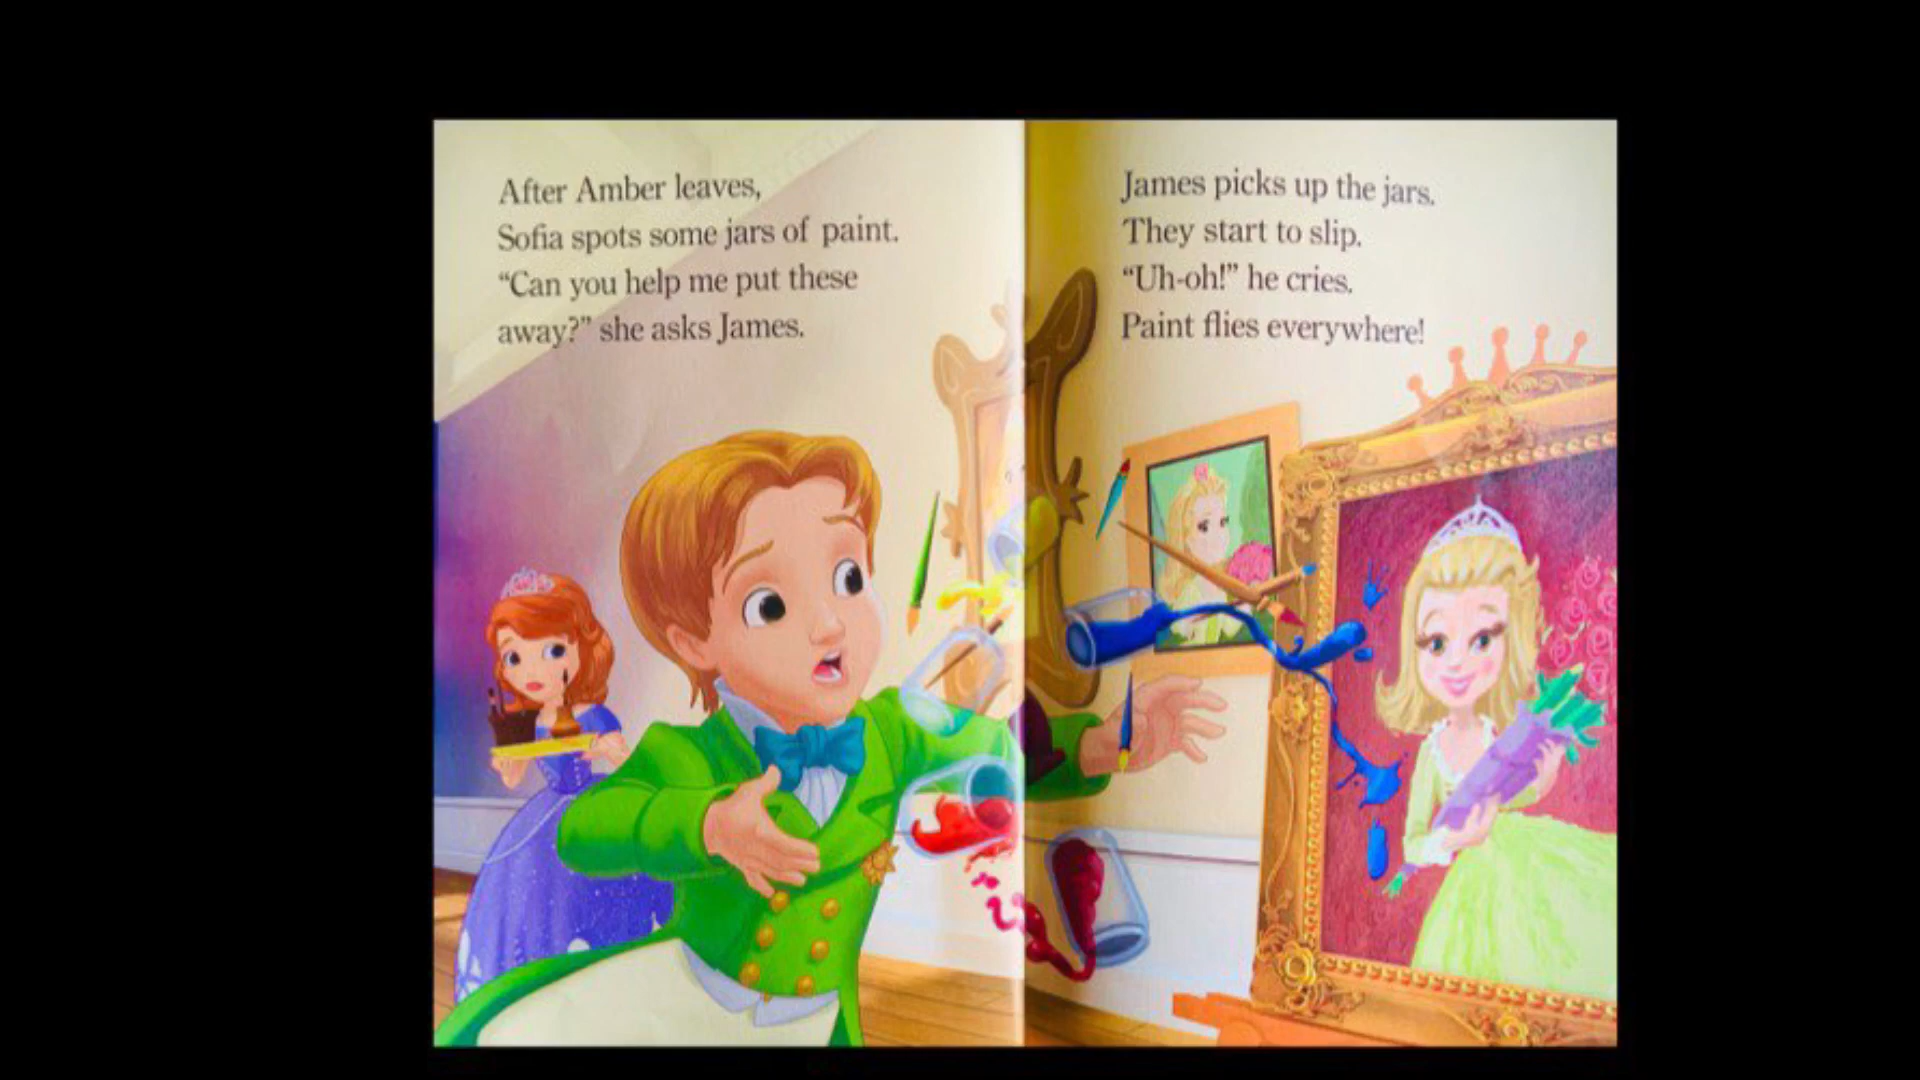 After Amber leaves,
Sofia spots some jars of paint.
“Can you help me put these
away?” she asks James.
James picks up the jars.
They start to slip.
“Uh-oh!” he cries.
Paint flies everywhere!